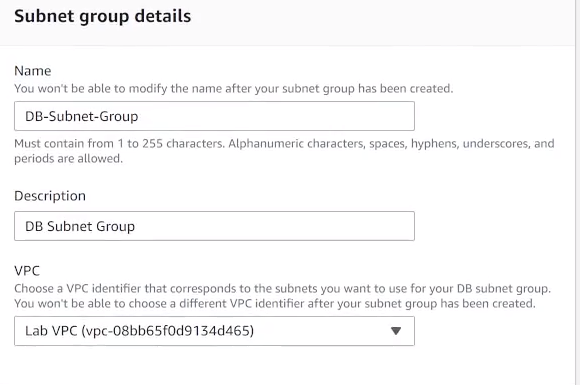 Subnet group details
Name
You won't be able to modify the name after your subnet group has been created.
DB-Subnet-Group
Must contain from 1 to 255 characters. Alphanumeric characters, spaces, hyphens, underscores, and
periods are allowed.
Description
DB Subnet Group
VPC
Choose a VPC identifier that corresponds to the subnets you want to use for your DB subnet group.
You won't be able to choose a different VPC identifier after your subnet group has been created.
Lab VPC (vpc-08bb65f0d9134d465)